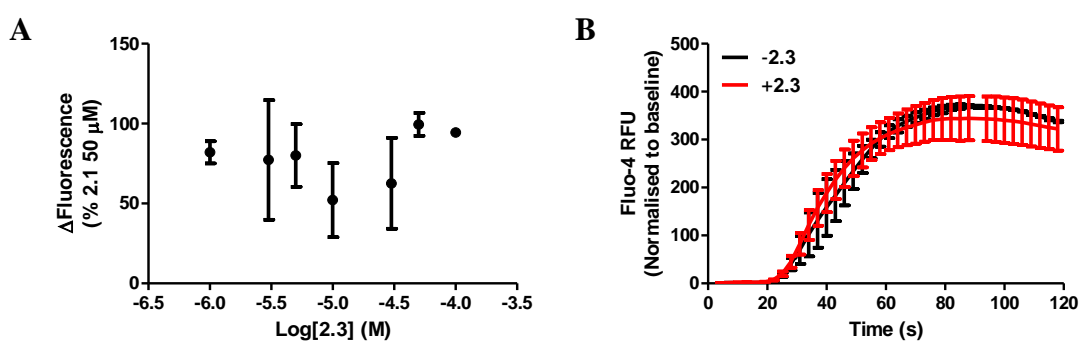 A
ΔFluorescence
(% 2.1 50 μM)
150
100
50
0
-6.5 -6.0 -5.5 -5.0 -4.5 -4.0 -3.5
Log[2.3] (M)
B
Fluo-4 RFU
(Normalised to baseline)
500
400
300
200
100
0
-2.3
+2.3
0 20 40 60 80 100 120
Time (s)